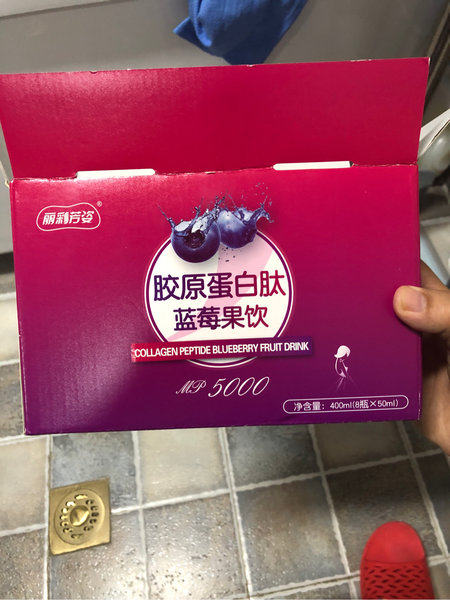 丽彩芳姿®
胶原蛋白肽
蓝莓果饮
COLLAGEN PEPTIDE BLUEBERRY FRUIT DRINK
MP 5000
净含量：400ml(8瓶×50ml)